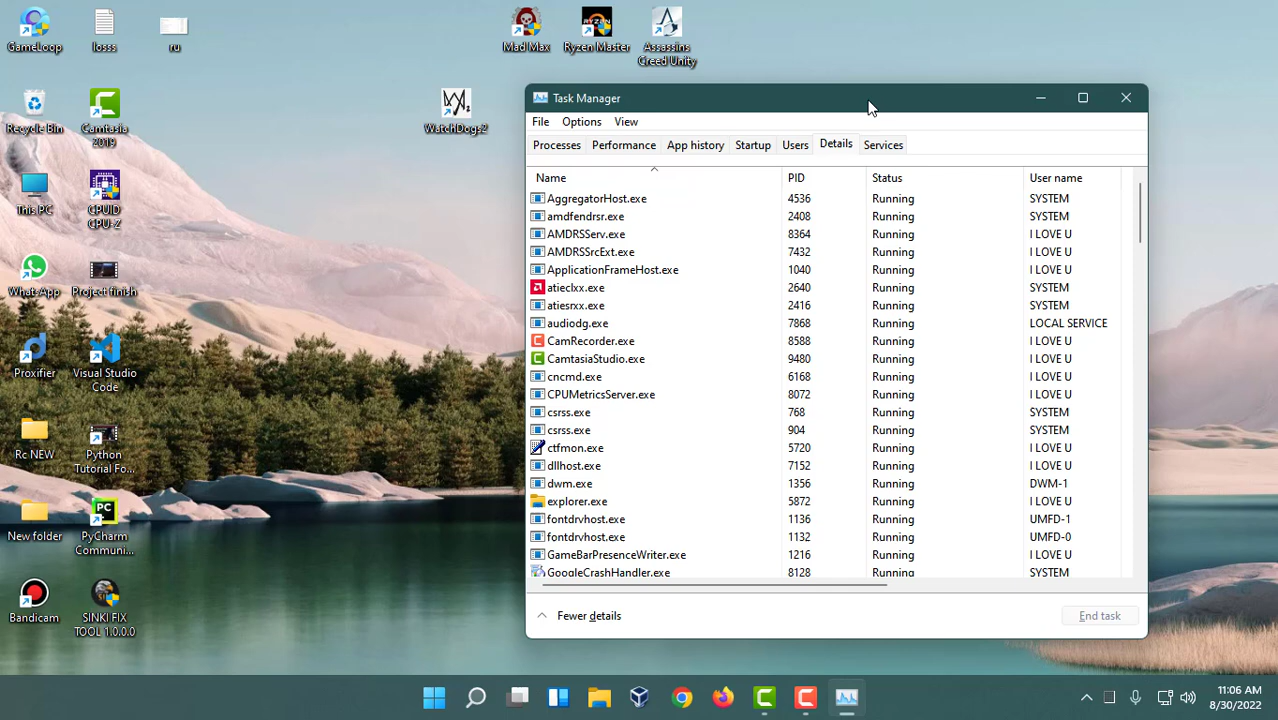 GameLoop
losss
ru
Mad Max
Ryzen Master
Assassins
Creed Unity
Recycle Bin
Camtasia
2019
WatchDogs2
This PC
CPUID
CPU-Z
WhatsApp
Project finish
Proxifier
Visual Studio
Code
Rc NEW
Python
Tutorial Fo...
New folder
PyCharm
Communi...
Bandicam
SINKI FIX
TOOL 1.0.0.0
Task Manager
File Options View
Processes Performance App history Startup Users Details Services
Name PID Status User name
AggregatorHost.exe 4536 Running SYSTEM
amdfendrsr.exe 2408 Running SYSTEM
AMDRSServ.exe 8364 Running I LOVE U
AMDRSSrcExt.exe 7432 Running I LOVE U
ApplicationFrameHost.exe 1040 Running I LOVE U
atieclxx.exe 2640 Running SYSTEM
atiesrxx.exe 2416 Running SYSTEM
audiodg.exe 7868 Running LOCAL SERVICE
CamRecorder.exe 8588 Running I LOVE U
CamtasiaStudio.exe 9480 Running I LOVE U
cncmd.exe 6168 Running I LOVE U
CPUMetricsServer.exe 8072 Running I LOVE U
csrss.exe 768 Running SYSTEM
csrss.exe 904 Running SYSTEM
ctfmon.exe 5720 Running I LOVE U
dllhost.exe 7152 Running I LOVE U
dwm.exe 1356 Running DWM-1
explorer.exe 5872 Running I LOVE U
fontdrvhost.exe 1136 Running UMFD-1
fontdrvhost.exe 1132 Running UMFD-0
GameBarPresenceWriter.exe 1216 Running I LOVE U
GoogleCrashHandler.exe 8128 Running SYSTEM
Fewer details End task
11:06 AM
8/30/2022